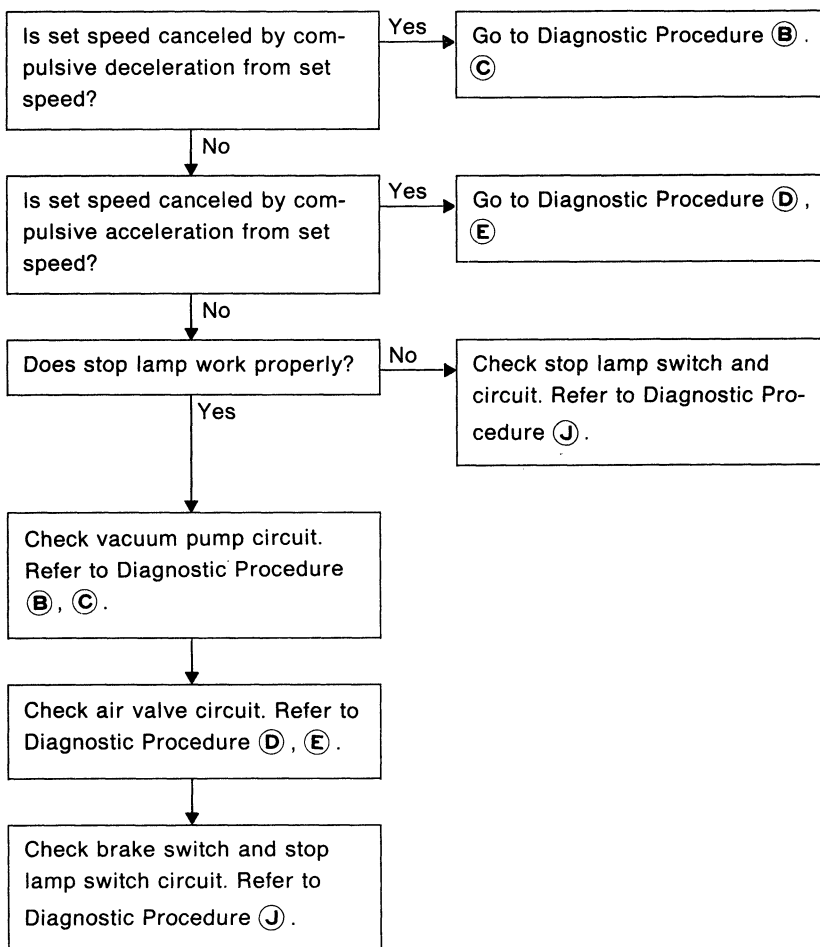 Is set speed canceled by com-
pulsive deceleration from set
speed?
Yes
Go to Diagnostic Procedure Ⓑ .
Ⓒ
No
Is set speed canceled by com-
pulsive acceleration from set
speed?
Yes
Go to Diagnostic Procedure Ⓓ ,
Ⓔ
No
Does stop lamp work properly?
No
Check stop lamp switch and
circuit. Refer to Diagnostic Pro-
cedure Ⓙ .
Yes
Check vacuum pump circuit.
Refer to Diagnostic Procedure
Ⓑ , Ⓒ .
Check air valve circuit. Refer to
Diagnostic Procedure Ⓓ , Ⓔ .
Check brake switch and stop
lamp switch circuit. Refer to
Diagnostic Procedure Ⓙ .